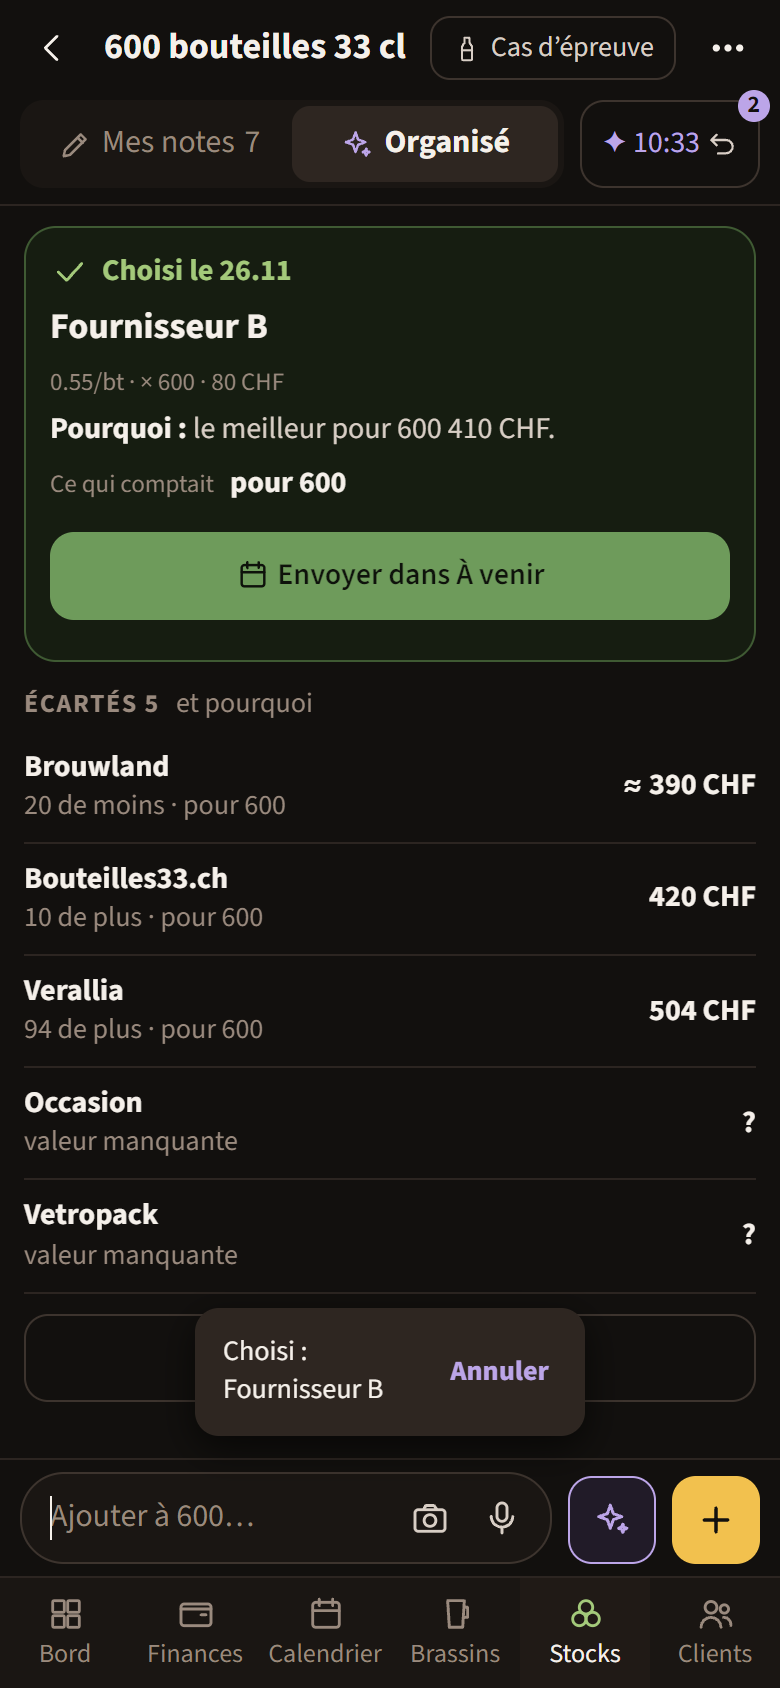 600 bouteilles 33 cl
Cas d’épreuve
Mes notes 7
Organisé
10:33
2
Choisi le 26.11
Fournisseur B
0.55/bt · × 600 · 80 CHF
Pourquoi : le meilleur pour 600 410 CHF.
Ce qui comptait pour 600
Envoyer dans À venir
ÉCARTÉS 5 et pourquoi
Brouwland
≈ 390 CHF
20 de moins · pour 600
Bouteilles33.ch
420 CHF
10 de plus · pour 600
Verallia
504 CHF
94 de plus · pour 600
Occasion
?
valeur manquante
Vetropack
?
valeur manquante
Choisi :
Fournisseur B
Annuler
Ajouter à 600…
Bord
Finances
Calendrier
Brassins
Stocks
Clients